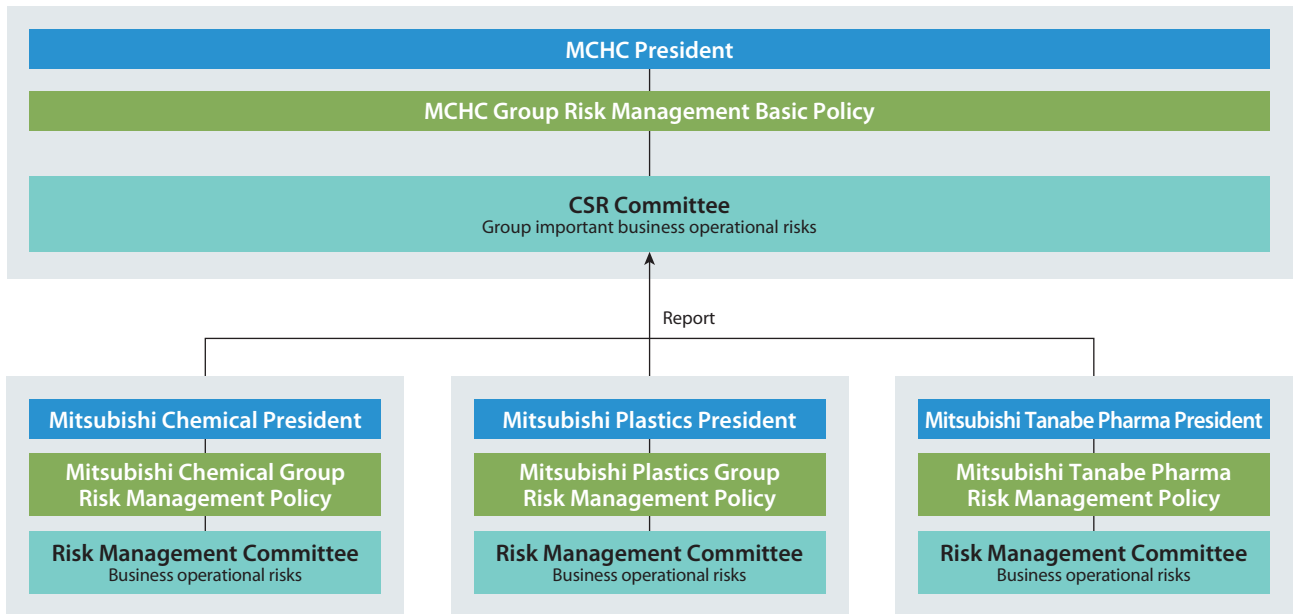 MCHC President
MCHC Group Risk Management Basic Policy
CSR Committee
Group important business operational risks
Report
Mitsubishi Chemical President
Mitsubishi Chemical Group
Risk Management Policy
Risk Management Committee
Business operational risks
Mitsubishi Plastics President
Mitsubishi Plastics Group
Risk Management Policy
Risk Management Committee
Business operational risks
Mitsubishi Tanabe Pharma President
Mitsubishi Tanabe Pharma
Risk Management Policy
Risk Management Committee
Business operational risks